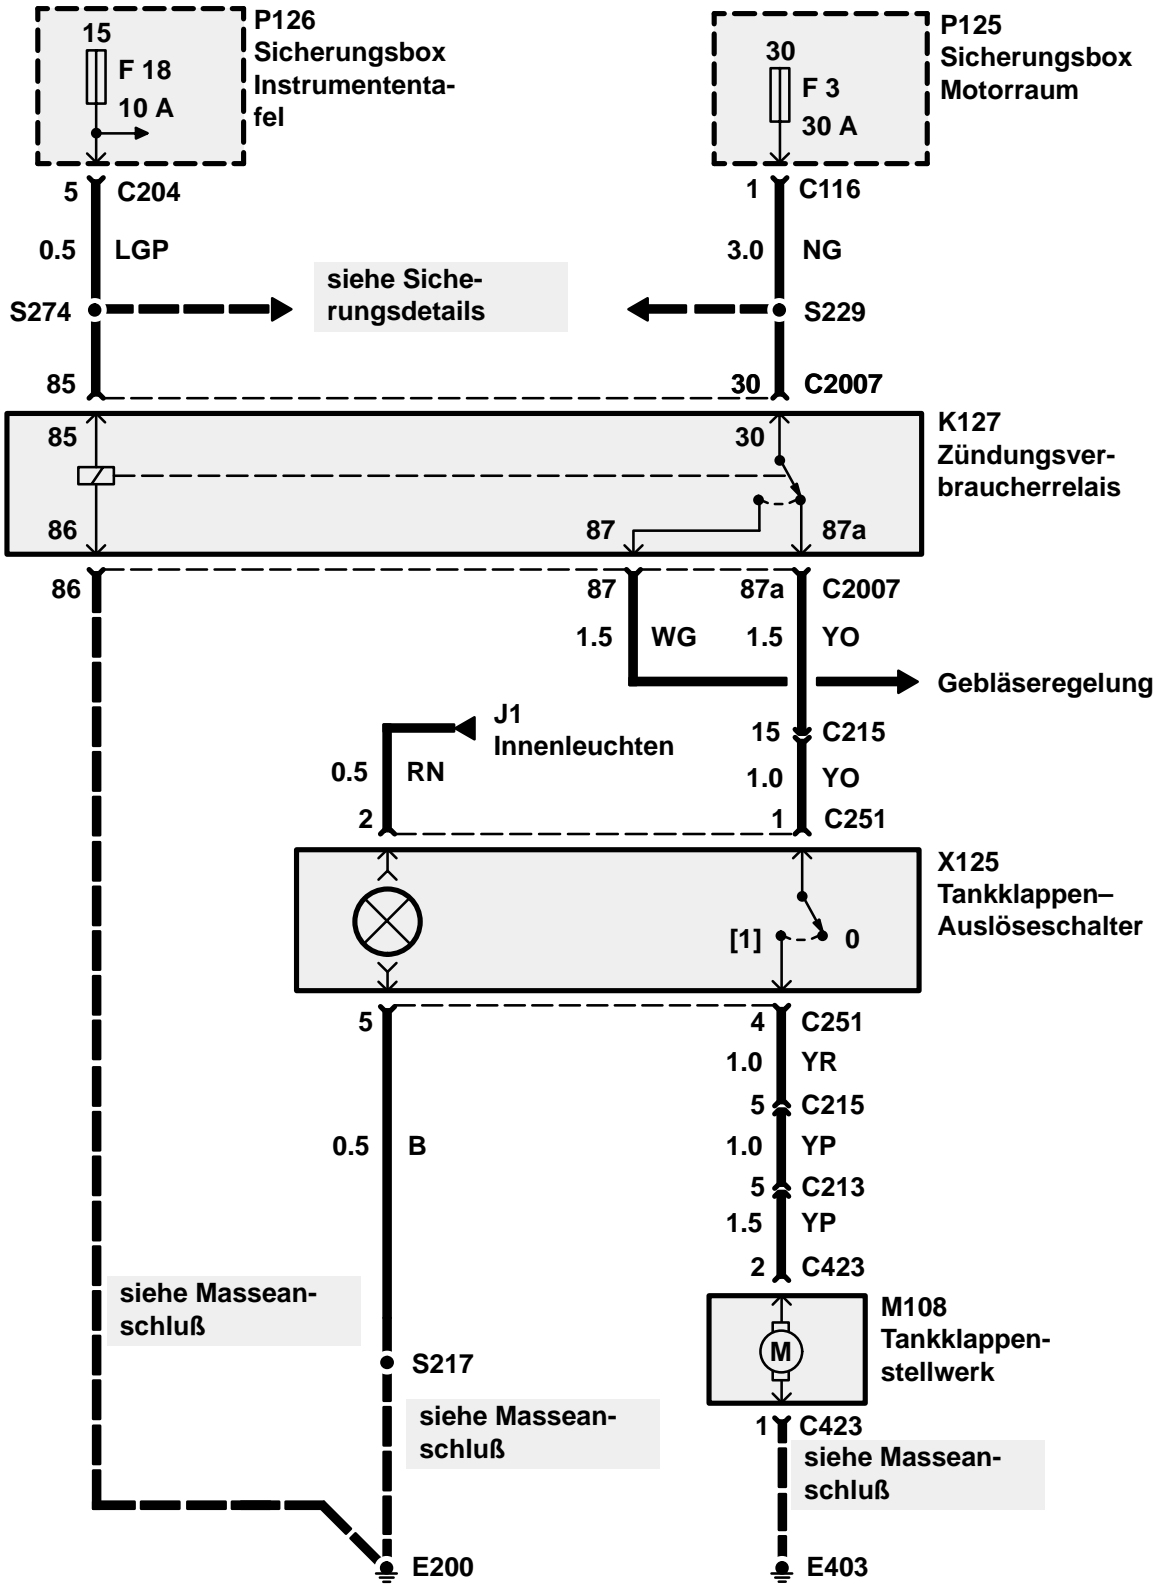 15
F 18
10 A
P126
Sicherungsbox
Instrumententa-
fel
30
F 3
30 A
P125
Sicherungsbox
Motorraum
5 C204
1 C116
0.5 LGP
3.0 NG
siehe Siche-
rungsdetails
S274
S229
85
30 C2007
85
30
86
87
87a
K127
Zündungsver-
braucherrelais
86
87
87a C2007
1.5 WG
1.5 YO
Gebläseregelung
J1
Innenleuchten
15 C215
0.5 RN
1.0 YO
2
1 C251
[1]
0
X125
Tankklappen–
Auslöseschalter
5
4 C251
1.0 YR
5 C215
0.5 B
1.0 YP
5 C213
1.5 YP
2 C423
siehe Massean-
schluß
M
M108
Tankklappen-
stellwerk
S217
siehe Massean-
schluß
1 C423
siehe Massean-
schluß
E200
E403